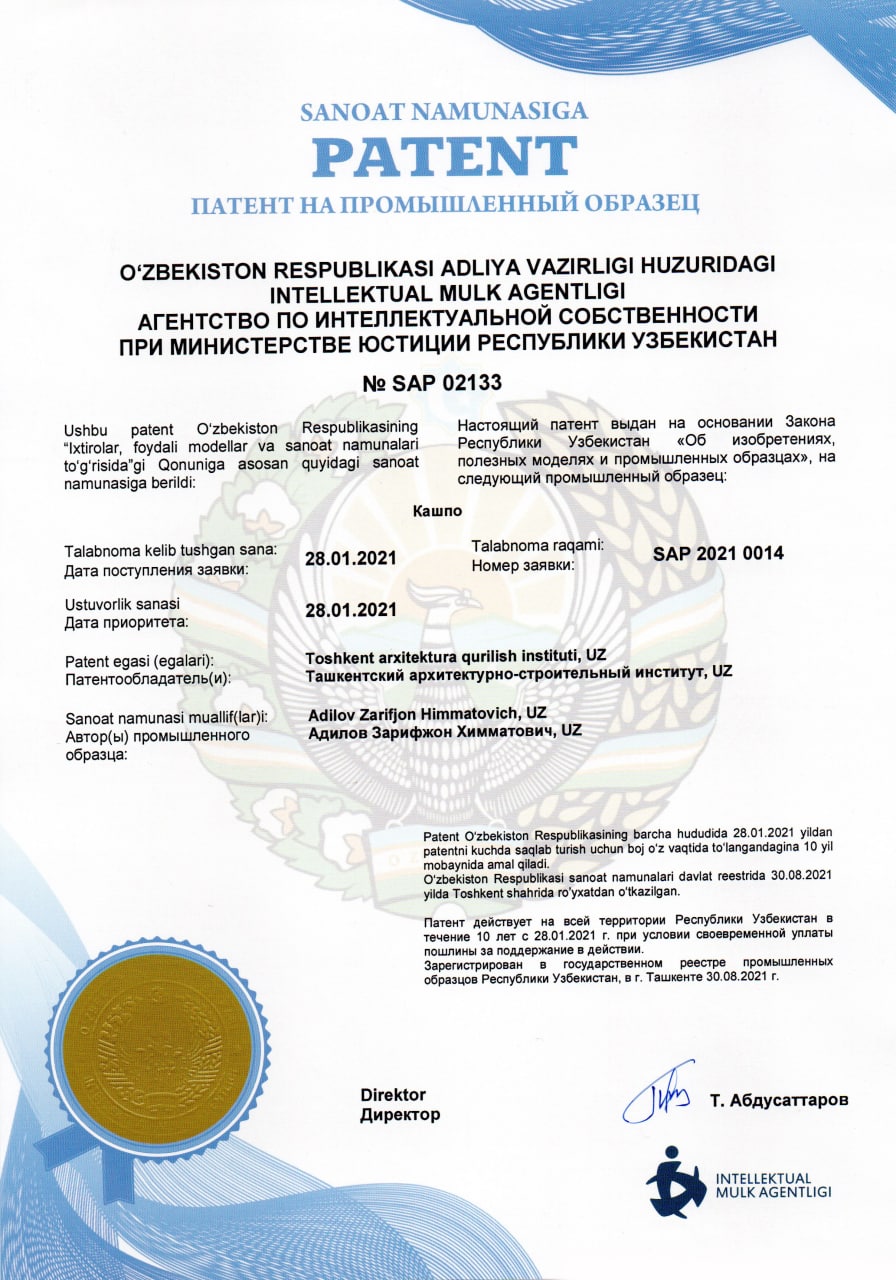 SANOAT NAMUNASIGA
PATENT
ПАТЕНТ НА ПРОМЫШЛЕННЫЙ ОБРАЗЕЦ
O‘ZBEKISTON RESPUBLIKASI ADLIYA VAZIRLIGI HUZURIDAGI
INTELLEKTUAL MULK AGENTLIGI
АГЕНТСТВО ПО ИНТЕЛЛЕКТУАЛЬНОЙ СОБСТВЕННОСТИ
ПРИ МИНИСТЕРСТВЕ ЮСТИЦИИ РЕСПУБЛИКИ УЗБЕКИСТАН
№ SAP 02133
Ushbu patent O‘zbekiston Respublikasining
“Ixtirolar, foydali modellar va sanoat namunalari
to‘g‘risida”gi Qonuniga asosan quyidagi sanoat
namunasiga berildi:
Настоящий патент выдан на основании Закона
Республики Узбекистан «Об изобретениях,
полезных моделях и промышленных образцах», на
следующий промышленный образец:
Кашпо
Talabnoma kelib tushgan sana:
Дата поступления заявки:
28.01.2021
Talabnoma raqami:
Номер заявки:
SAP 2021 0014
Ustuvorlik sanasi
Дата приоритета:
28.01.2021
Patent egasi (egalari):
Патентообладатель(и):
Toshkent arxitektura qurilish instituti, UZ
Ташкентский архитектурно-строительный институт, UZ
Sanoat namunasi muallif(lar)i:
Автор(ы) промышленного
образца:
Adilov Zarifjon Himmatovich, UZ
Адилов Зарифжон Химматович, UZ
Patent O‘zbekiston Respublikasining barcha hududida 28.01.2021 yildan
patentni kuchda saqlab turish uchun boj o‘z vaqtida to‘langandagina 10 yil
mobaynida amal qiladi.
O‘zbekiston Respublikasi sanoat namunalari davlat reestrida 30.08.2021
yilda Toshkent shahrida ro‘yxatdan o‘tkazilgan.
Патент действует на всей территории Республики Узбекистан в
течение 10 лет с 28.01.2021 г. при условии своевременной уплаты
пошлины за поддержание в действии.
Зарегистрирован в государственном реестре промышленных
образцов Республики Узбекистан, в г. Ташкенте 30.08.2021 г.
Direktor
Директор
Т. Абдусаттаров
INTELLEKTUAL
MULK AGENTLIGI